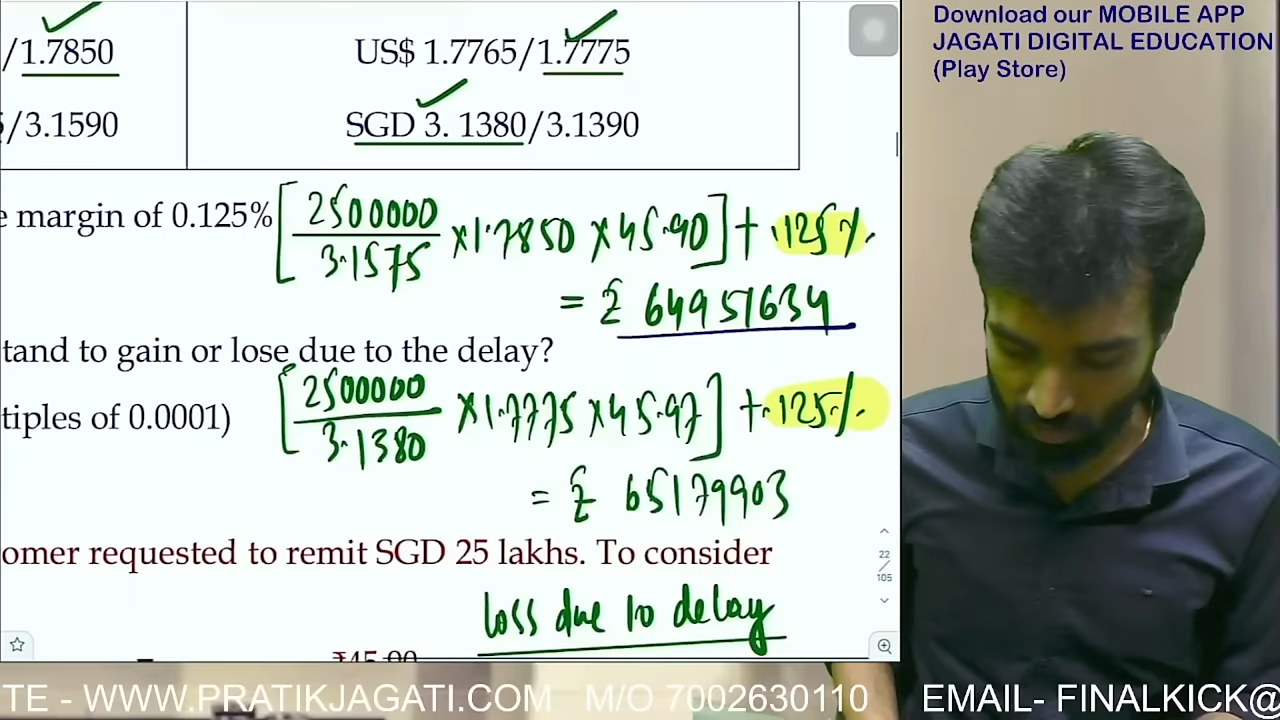 Download our MOBILE APP
JAGATI DIGITAL EDUCATION
(Play Store)
/1.7850 US$ 1.7765/1.7775
/3.1590 SGD 3. 1380/3.1390
e margin of 0.125% [2500000/3.1575 ×1.7850 ×45.90] + .125%
= ₹ 64951634
tand to gain or lose due to the delay?
tiples of 0.0001) [2500000/3.1380 ×1.7775 ×45.97] + .125%
= ₹ 65179903
omer requested to remit SGD 25 lakhs. To consider
22
/
105
loss due to delay
TE - WWW.PRATIKJAGATI.COM M/O 7002630110 EMAIL- FINALKICK@